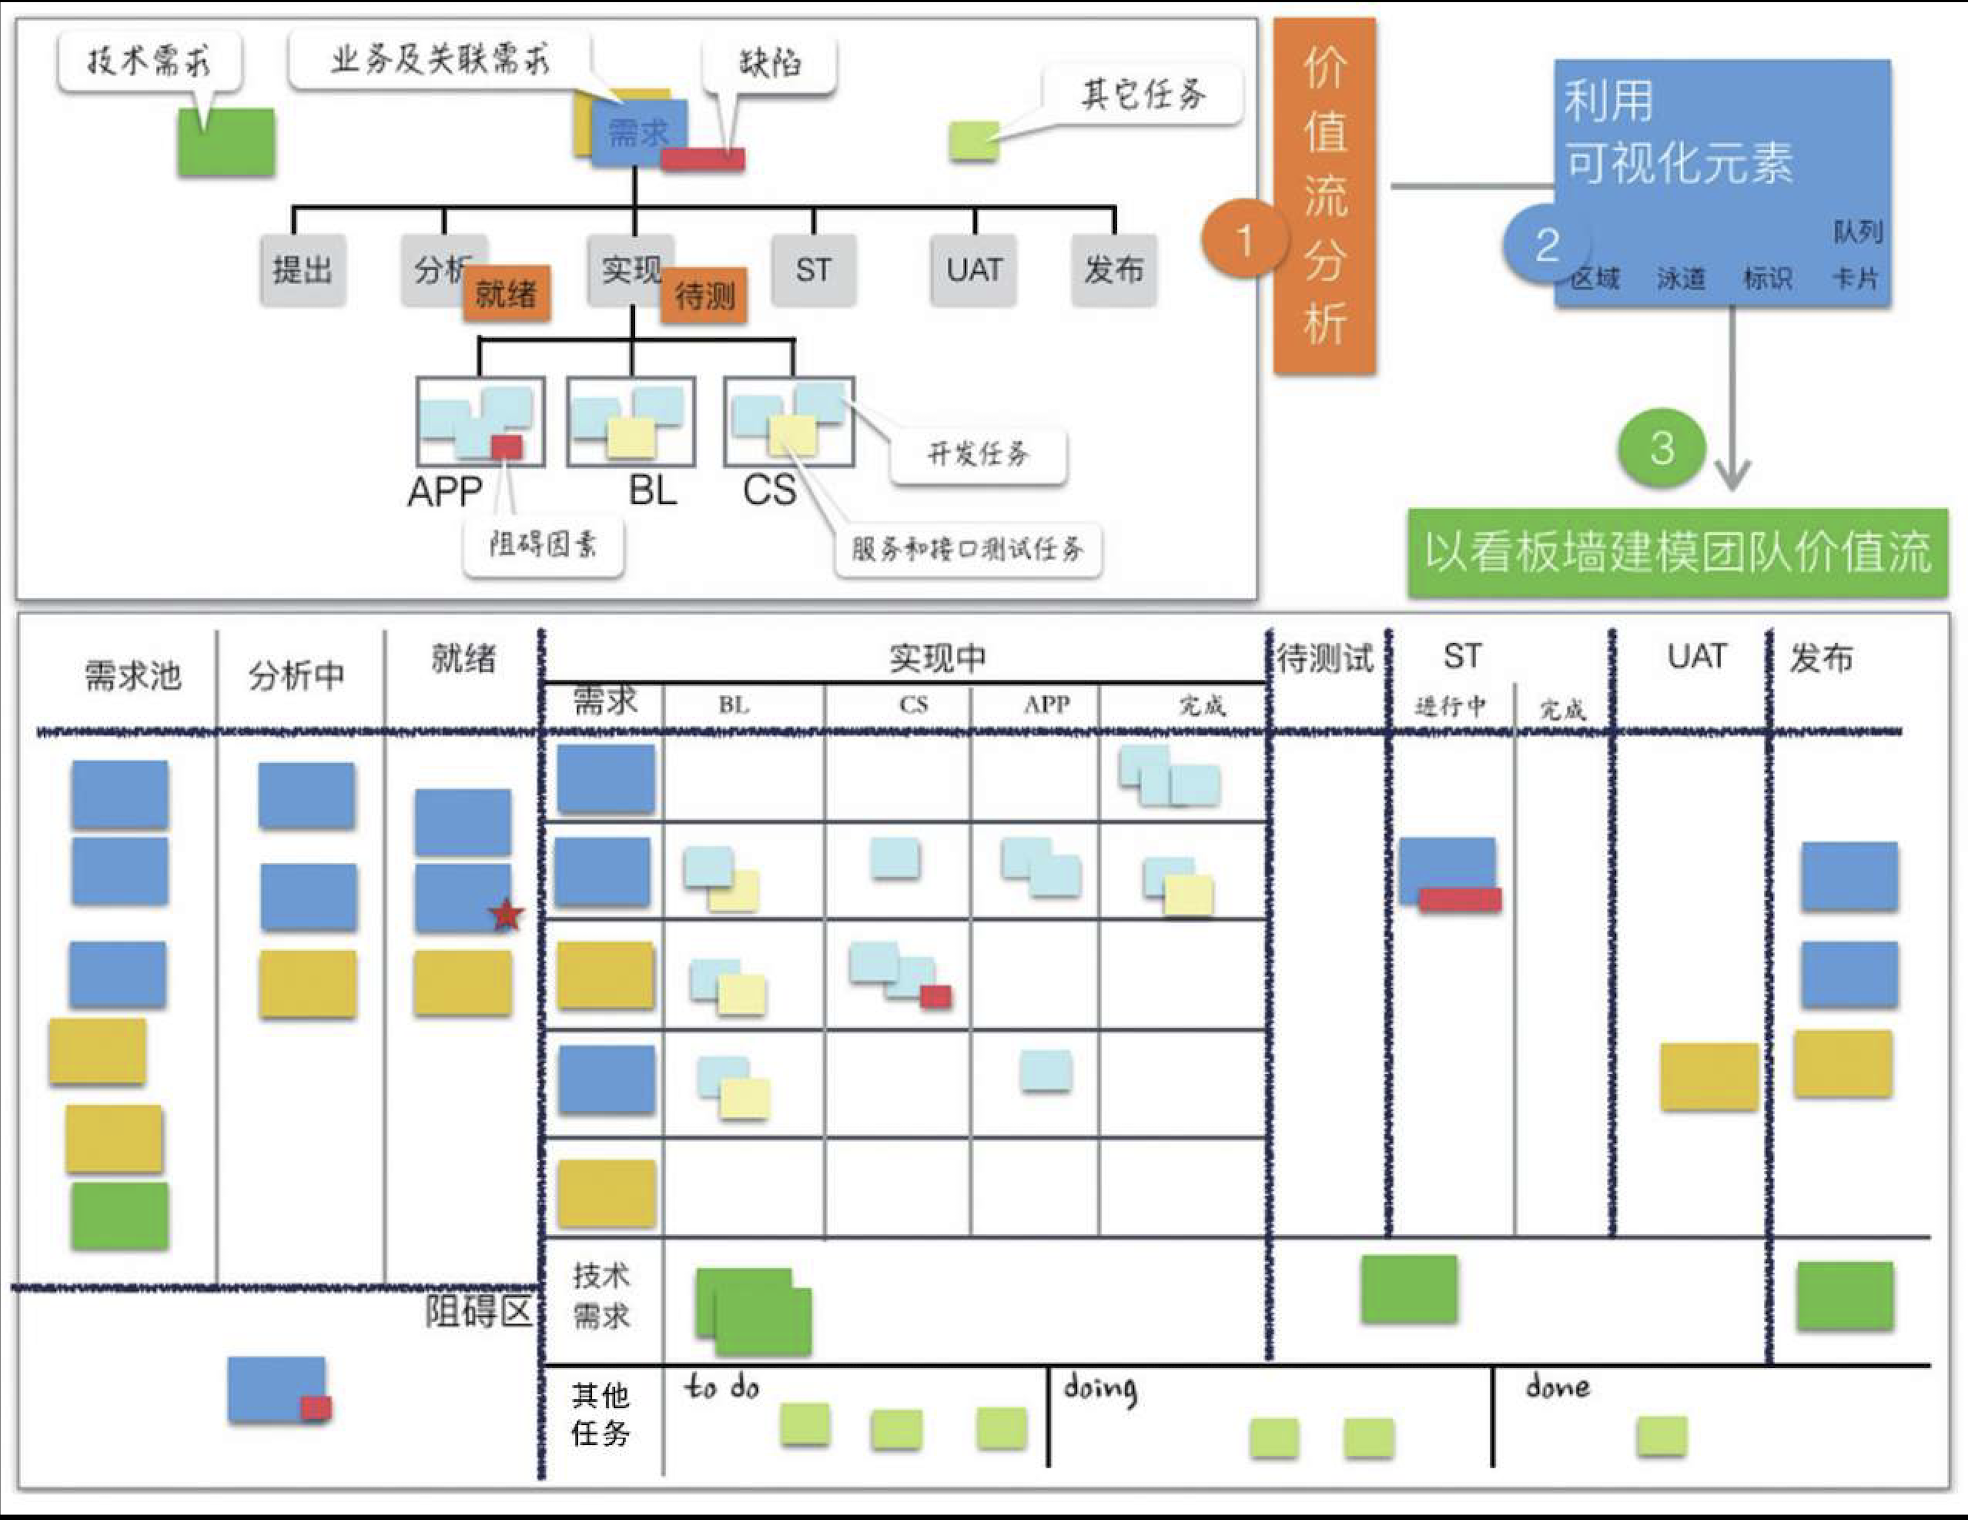 技术需求
业务及关联需求
缺陷
其它任务
需求
提出
分析
就绪
实现
待测
ST
UAT
发布
APP
BL
CS
开发任务
阻碍因素
服务和接口测试任务
1
价值流分析
2
利用
可视化元素
队列
区域 泳道 标识 卡片
3
以看板墙建模团队价值流
需求池
分析中
就绪
实现中
待测试
ST
UAT
发布
需求
BL
CS
APP
完成
进行中
完成
阻碍区
技术
需求
其他
任务
to do
doing
done